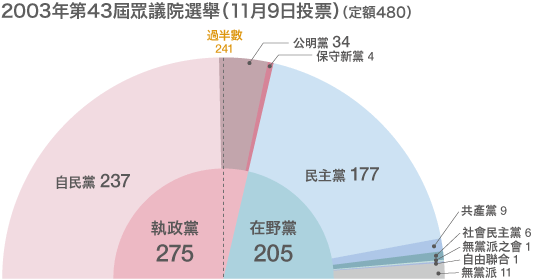 2003年第43屆眾議院選舉(11月9日投票)(定額480)
過半數
241
公明黨 34
保守新黨 4
自民黨 237
民主黨 177
執政黨
275
在野黨
205
共產黨 9
社會民主黨 6
無黨派之會 1
自由聯合 1
無黨派 11